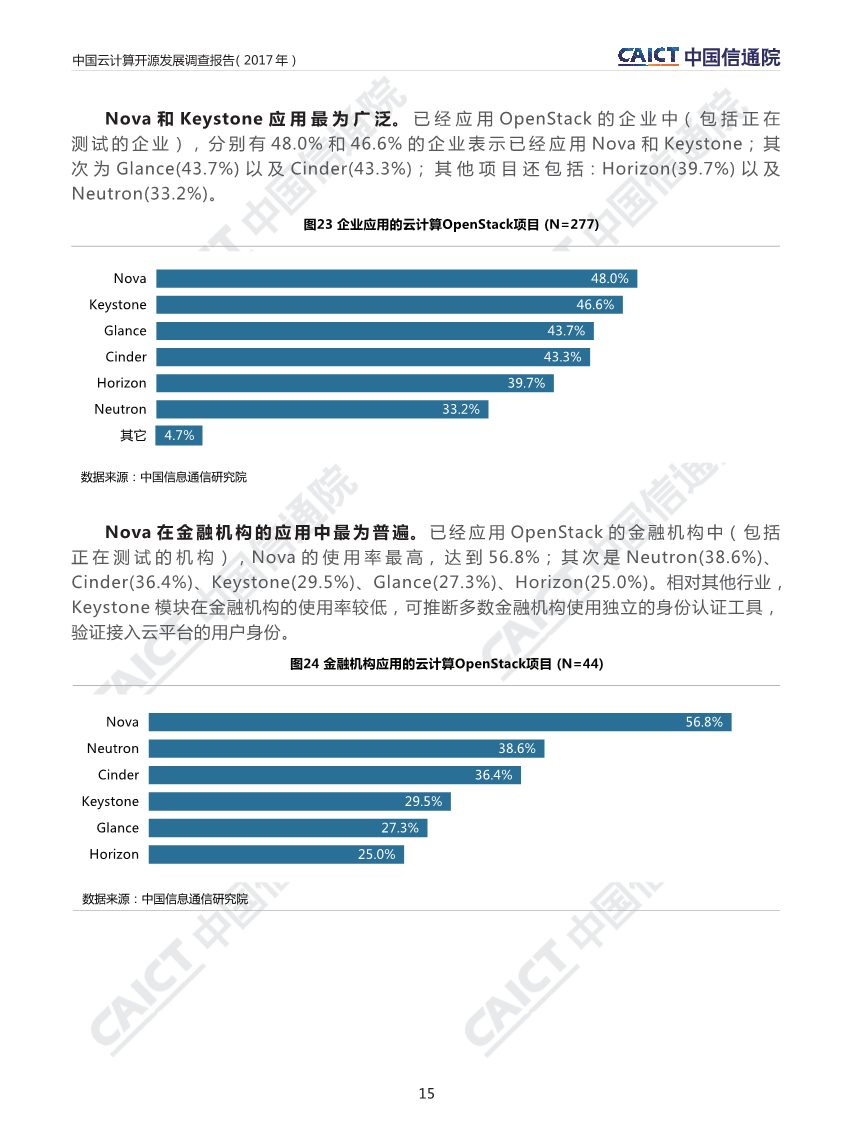 中国云计算开源发展调查报告( 2017 年 )
CAICT 中国信通院
Nova 和 Keystone 应用最为广泛。已经应用 OpenStack 的企业中（包括正在
测试的企业），分别有 48.0% 和 46.6% 的企业表示已经应用 Nova 和 Keystone；其
次为 Glance(43.7%) 以及 Cinder(43.3%)；其他项目还包括：Horizon(39.7%) 以及
Neutron(33.2%)。
图23 企业应用的云计算OpenStack项目 (N=277)
Nova 48.0%
Keystone 46.6%
Glance 43.7%
Cinder 43.3%
Horizon 39.7%
Neutron 33.2%
其它 4.7%
数据来源：中国信息通信研究院
Nova 在金融机构的应用中最为普遍。已经应用 OpenStack 的金融机构中（包括
正在测试的机构），Nova 的使用率最高，达到 56.8%；其次是 Neutron(38.6%)、
Cinder(36.4%)、Keystone(29.5%)、Glance(27.3%)、Horizon(25.0%)。相对其他行业，
Keystone 模块在金融机构的使用率较低，可推断多数金融机构使用独立的身份认证工具，
验证接入云平台的用户身份。
图24 金融机构应用的云计算OpenStack项目 (N=44)
Nova 56.8%
Neutron 38.6%
Cinder 36.4%
Keystone 29.5%
Glance 27.3%
Horizon 25.0%
数据来源：中国信息通信研究院
CAICT 中国信
CAICT 中国信
15